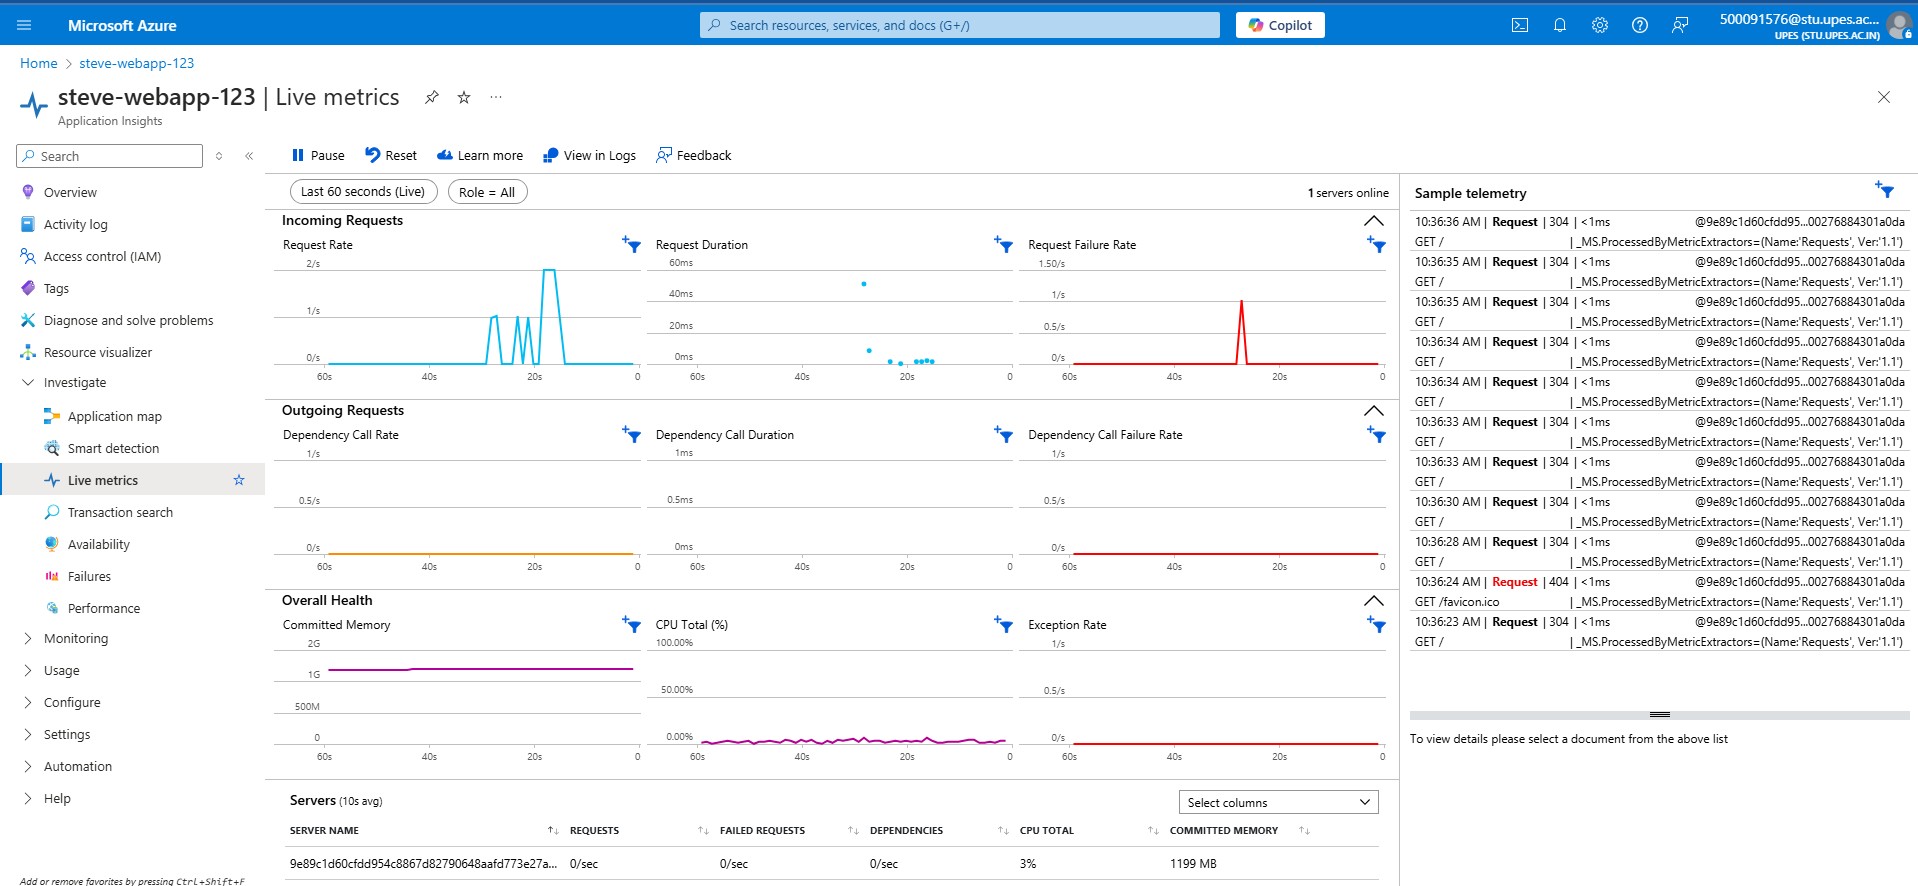 Microsoft Azure
Search resources, services, and docs (G+/)
Copilot
500091576@stu.upes.ac...
UPES (STU.UPES.AC.IN)
Home > steve-webapp-123
steve-webapp-123 | Live metrics
Application Insights
Search
Overview
Activity log
Access control (IAM)
Tags
Diagnose and solve problems
Resource visualizer
Investigate
Application map
Smart detection
Live metrics
Transaction search
Availability
Failures
Performance
Monitoring
Usage
Configure
Settings
Automation
Help
Add or remove favorites by pressing Ctrl+Shift+F
Pause Reset Learn more View in Logs Feedback
Last 60 seconds (Live) Role = All 1 servers online
Incoming Requests
Request Rate
2/s
1/s
0/s
60s 40s 20s 0
Request Duration
60ms
40ms
20ms
0ms
60s 40s 20s 0
Request Failure Rate
1.50/s
1/s
0.5/s
0/s
60s 40s 20s 0
Outgoing Requests
Dependency Call Rate
1/s
0.5/s
0/s
60s 40s 20s 0
Dependency Call Duration
1ms
0.5ms
0ms
60s 40s 20s 0
Dependency Call Failure Rate
1/s
0.5/s
0/s
60s 40s 20s 0
Overall Health
Committed Memory
2G
1G
500M
0
60s 40s 20s 0
CPU Total (%)
100.00%
50.00%
0.00%
60s 40s 20s 0
Exception Rate
1/s
0.5/s
0/s
60s 40s 20s 0
Servers (10s avg)
Select columns
SERVER NAME REQUESTS FAILED REQUESTS DEPENDENCIES CPU TOTAL COMMITTED MEMORY
9e89c1d60cfdd954c8867d82790648aafd773e27a... 0/sec 0/sec 0/sec 3% 1199 MB
Sample telemetry
10:36:36 AM | Request | 304 | <1ms @9e89c1d60cfdd95...00276884301a0da
GET / | _MS.ProcessedByMetricExtractors=(Name:'Requests', Ver:'1.1')
10:36:35 AM | Request | 304 | <1ms @9e89c1d60cfdd95...00276884301a0da
GET / | _MS.ProcessedByMetricExtractors=(Name:'Requests', Ver:'1.1')
10:36:35 AM | Request | 304 | <1ms @9e89c1d60cfdd95...00276884301a0da
GET / | _MS.ProcessedByMetricExtractors=(Name:'Requests', Ver:'1.1')
10:36:34 AM | Request | 304 | <1ms @9e89c1d60cfdd95...00276884301a0da
GET / | _MS.ProcessedByMetricExtractors=(Name:'Requests', Ver:'1.1')
10:36:34 AM | Request | 304 | <1ms @9e89c1d60cfdd95...00276884301a0da
GET / | _MS.ProcessedByMetricExtractors=(Name:'Requests', Ver:'1.1')
10:36:33 AM | Request | 304 | <1ms @9e89c1d60cfdd95...00276884301a0da
GET / | _MS.ProcessedByMetricExtractors=(Name:'Requests', Ver:'1.1')
10:36:33 AM | Request | 304 | <1ms @9e89c1d60cfdd95...00276884301a0da
GET / | _MS.ProcessedByMetricExtractors=(Name:'Requests', Ver:'1.1')
10:36:30 AM | Request | 304 | <1ms @9e89c1d60cfdd95...00276884301a0da
GET / | _MS.ProcessedByMetricExtractors=(Name:'Requests', Ver:'1.1')
10:36:28 AM | Request | 304 | <1ms @9e89c1d60cfdd95...00276884301a0da
GET / | _MS.ProcessedByMetricExtractors=(Name:'Requests', Ver:'1.1')
10:36:24 AM | Request | 404 | <1ms @9e89c1d60cfdd95...00276884301a0da
GET /favicon.ico | _MS.ProcessedByMetricExtractors=(Name:'Requests', Ver:'1.1')
10:36:23 AM | Request | 304 | <1ms @9e89c1d60cfdd95...00276884301a0da
GET / | _MS.ProcessedByMetricExtractors=(Name:'Requests', Ver:'1.1')
To view details please select a document from the above list